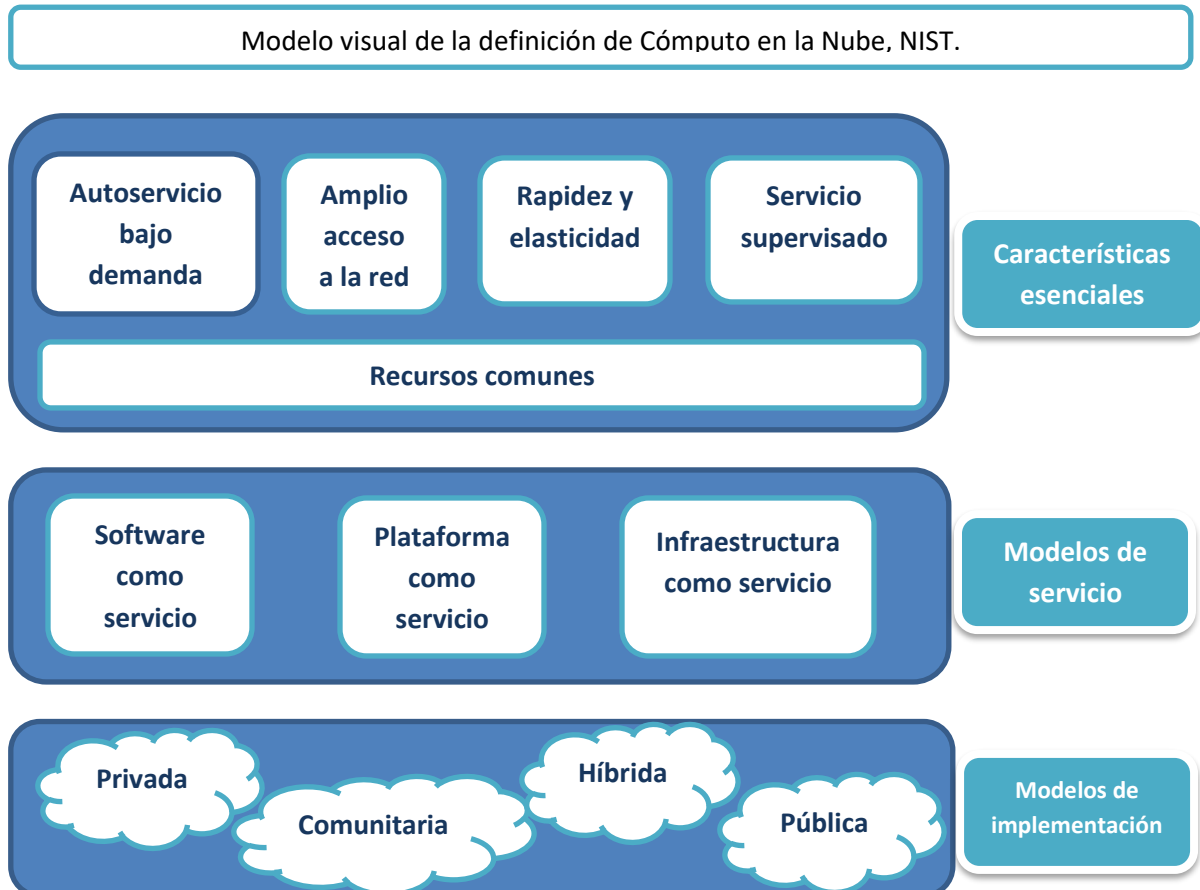 Modelo visual de la definición de Cómputo en la Nube, NIST.
Autoservicio
bajo
demanda
Amplio
acceso
a la red
Rapidez y
elasticidad
Servicio
supervisado
Recursos comunes
Característísticas
esenciales
Software
como
servicio
Plataforma
como
servicio
Infraestructura
como servicio
Modelos de
servicio
Privada
Comunitaria
Híbrida
Pública
Modelos de
implementación